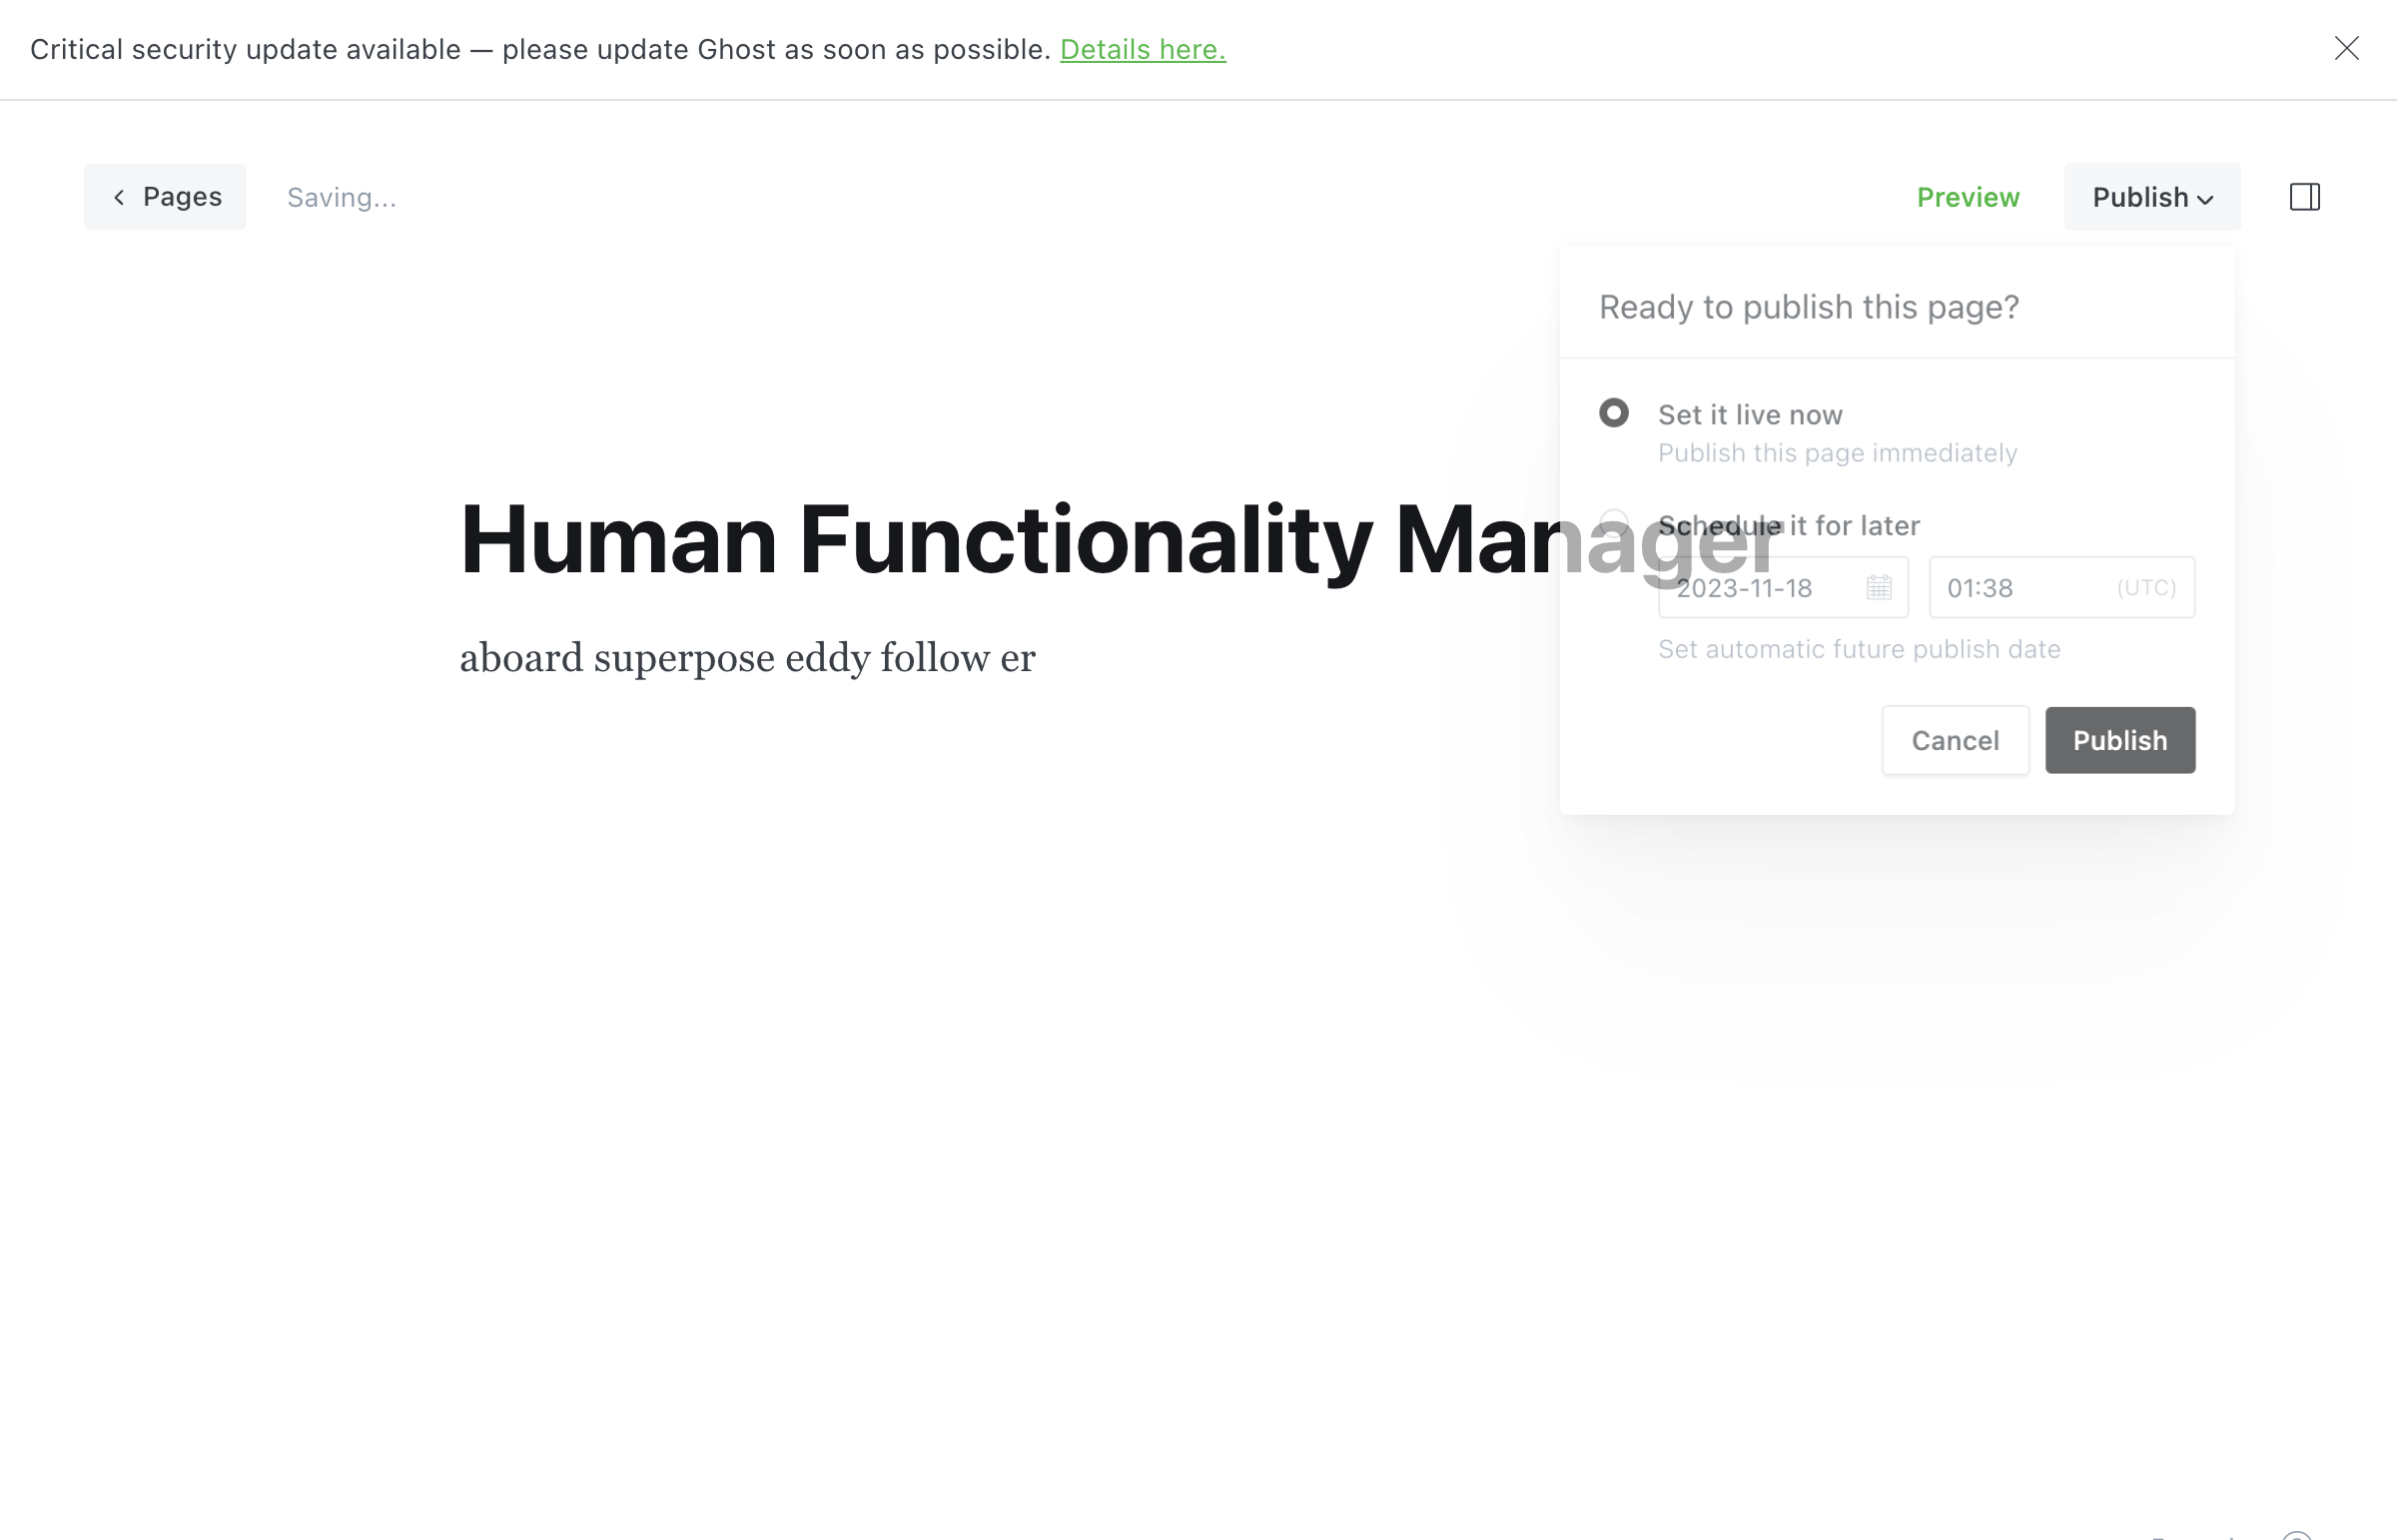 Critical security update available — please update Ghost as soon as possible. Details here.
Pages
Saving...
Preview
Publish
Ready to publish this page?
Set it live now
Publish this page immediately
Human Functionality Manager
Schedule it for later
2023-11-18
01:38
(UTC)
Set automatic future publish date
aboard superpose eddy follow er
Cancel
Publish